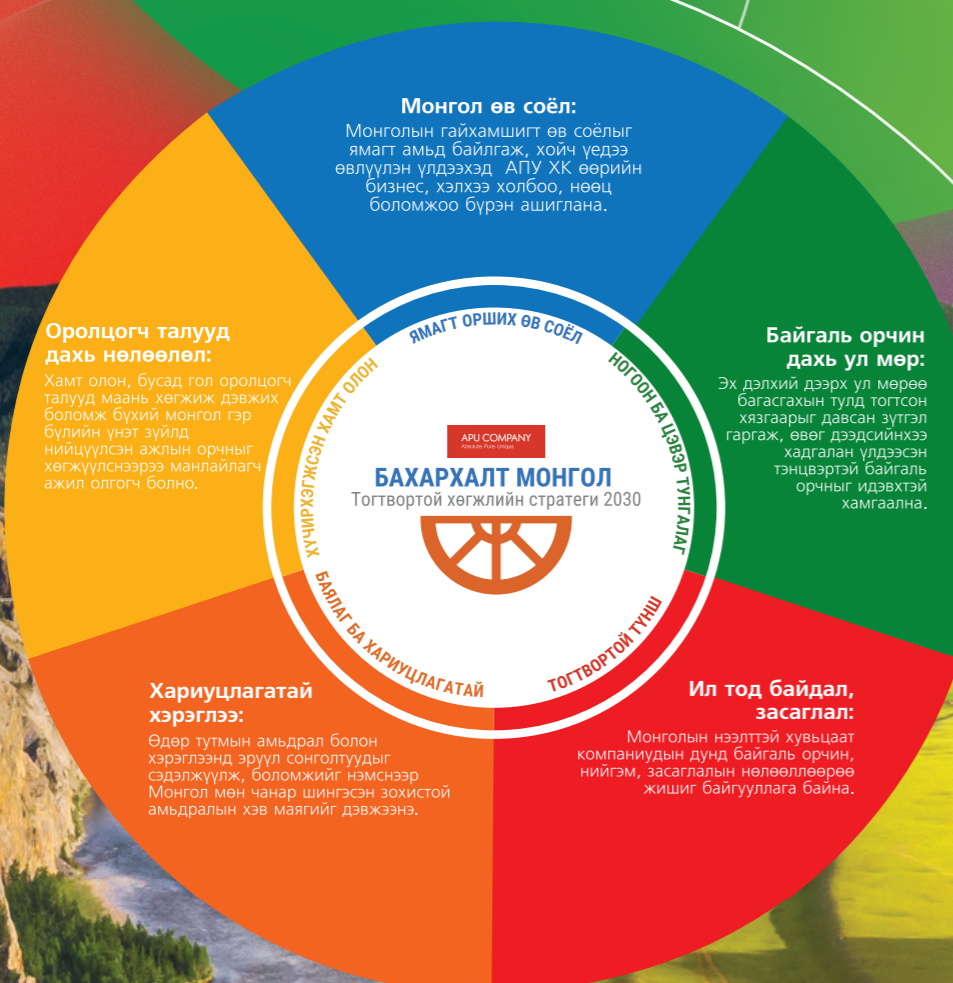 Монгол өв соёл:
Монголын гайхамшигт өв соёлыг
ямагт амьд байлгаж, хойч үедээ
өвлүүлэн үлдээхэд АПУ ХК өөрийн
бизнес, хэлхээ холбоо, нөөц
боломжоо бүрэн ашиглана.
Оролцогч талууд
дахь нөлөөлөл:
Хамт олон, бусад гол оролцогч
талууд маань хөгжиж дэвжих
боломж бүхий монгол гэр
бүлийн үнэт зүйлд
нийцүүлсэн ажлын орчныг
хөгжүүлснээрээ манлайлагч
ажил олгогч болно.
Байгаль орчин
дахь ул мөр:
Эх дэлхий дээрх ул мөрөө
багасгахын тулд тогтсон
хязгаарыг давсан зүтгэл
гаргаж, өвөг дээдсийнхээ
хадгалан үлдээсэн
тэнцвэртэй байгаль
орчныг идэвхтэй
хамгаална.
ЯМАГТ ОРШИХ ӨВ СОЁЛ
НОГООН БА ЦЭВЭР ТУНГАЛАГ
ХҮЧИРХЭГЖСЭН ХАМТ ОЛОН
APU COMPANY
Absolute Pure Unique
БАХАРХАЛТ МОНГОЛ
Тогтвортой хөгжлийн стратеги 2030
БАЯЛАГ БА ХАРИУЦЛАГАТАЙ
ТОГТВОРТОЙ ТҮНШ
Хариуцлагатай
хэрэглээ:
Өдөр тутмын амьдрал болон
хэрэглээнд эрүүл сонголтуудыг
сэдэлжүүлж, боломжийг нэмснээр
Монгол мөн чанар шингэсэн зохистой
амьдралын хэв маягийг дэвжээнэ.
Ил тод байдал,
засаглал:
Монголын нээлттэй хувьцаат
компаниудын дунд байгаль орчин,
нийгэм, засаглалын нөлөөллөөрөө
жишиг байгууллага байна.